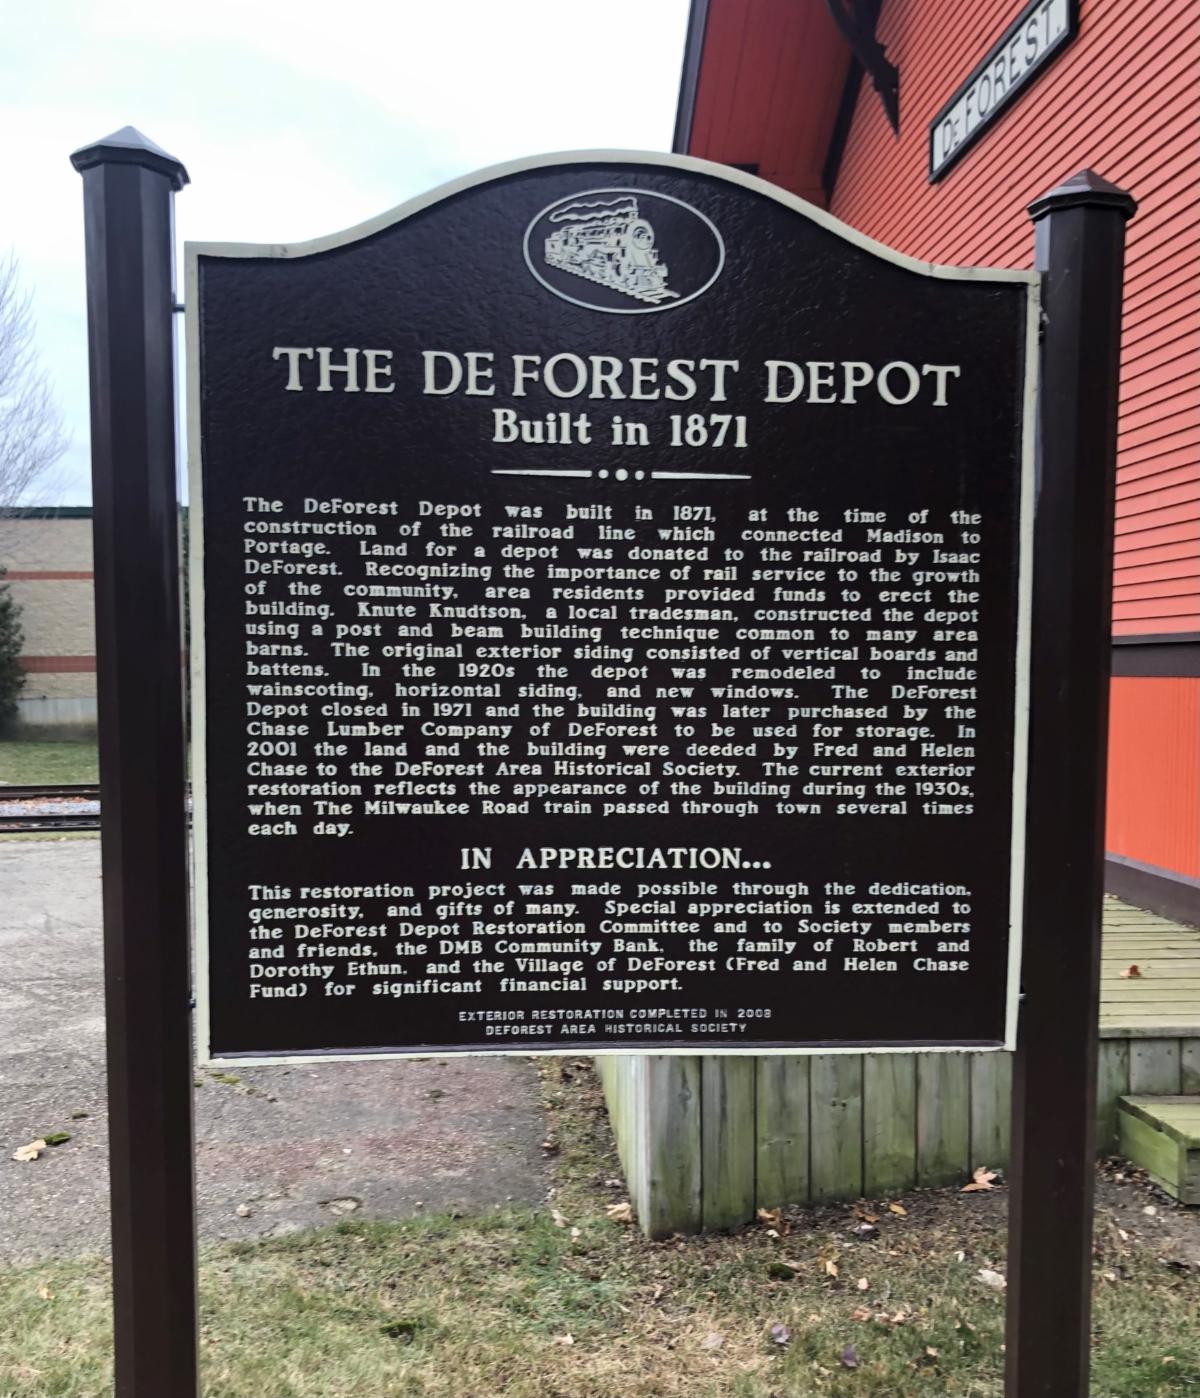 DEFOREST.
THE DE FOREST DEPOT
Built in 1871
The DeForest Depot was built in 1871, at the time of the
construction of the railroad line which connected Madison to
Portage. Land for a depot was donated to the railroad by Isaac
DeForest. Recognizing the importance of rail service to the growth
of the community, area residents provided funds to erect the
building. Knute Knudtson, a local tradesman, constructed the depot
using a post and beam building technique common to many area
barns. The original exterior siding consisted of vertical boards and
battens. In the 1920s the depot was remodeled to include
wainscoting, horizontal siding, and new windows. The DeForest
Depot closed in 1971 and the building was later purchased by the
Chase Lumber Company of DeForest to be used for storage. In
2001 the land and the building were deeded by Fred and Helen
Chase to the DeForest Area Historical Society. The current exterior
restoration reflects the appearance of the building during the 1930s,
when The Milwaukee Road train passed through town several times
each day.
IN APPRECIATION...
This restoration project was made possible through the dedication,
generosity, and gifts of many. Special appreciation is extended to
the DeForest Depot Restoration Committee and to Society members
and friends, the DMB Community Bank, the family of Robert and
Dorothy Ethun, and the Village of DeForest (Fred and Helen Chase
Fund) for significant financial support.
EXTERIOR RESTORATION COMPLETED IN 2008
DEFOREST AREA HISTORICAL SOCIETY